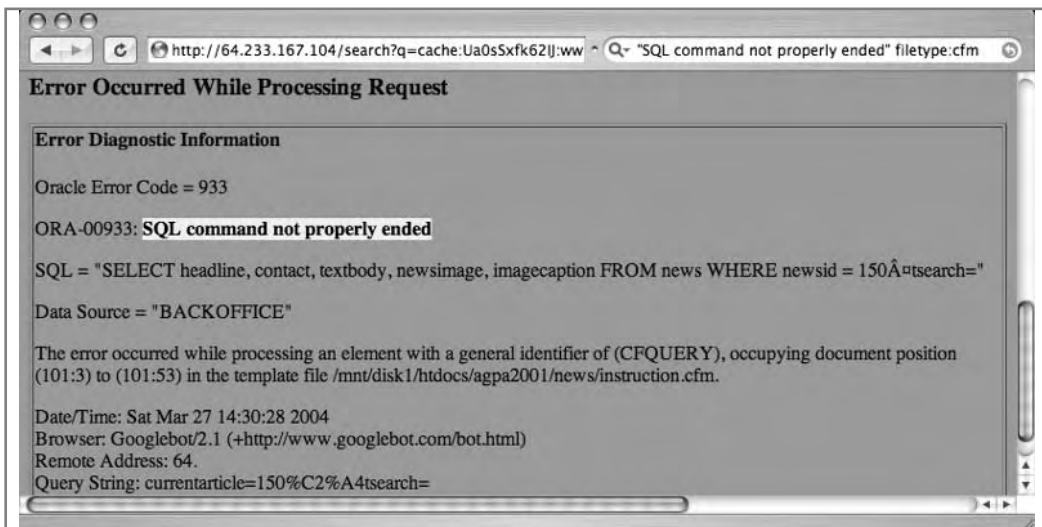 http://64.233.167.104/search?q=cache:Ua0sSxfk62IJ:ww
"SQL command not properly ended" filetype:cfm
Error Occurred While Processing Request
Error Diagnostic Information
Oracle Error Code = 933
ORA-00933: SQL command not properly ended
SQL = "SELECT headline, contact, textbody, newsimage, imagecaption FROM news WHERE newsid = 150Â¤tsearch="
Data Source = "BACKOFFICE"
The error occurred while processing an element with a general identifier of (CFQUERY), occupying document position
(101:3) to (101:53) in the template file /mnt/disk1/htdocs/agpa2001/news/instruction.cfm.
Date/Time: Sat Mar 27 14:30:28 2004
Browser: Googlebot/2.1 (+http://www.googlebot.com/bot.html)
Remote Address: 64.
Query String: currentarticle=150%C2%A4tsearch=